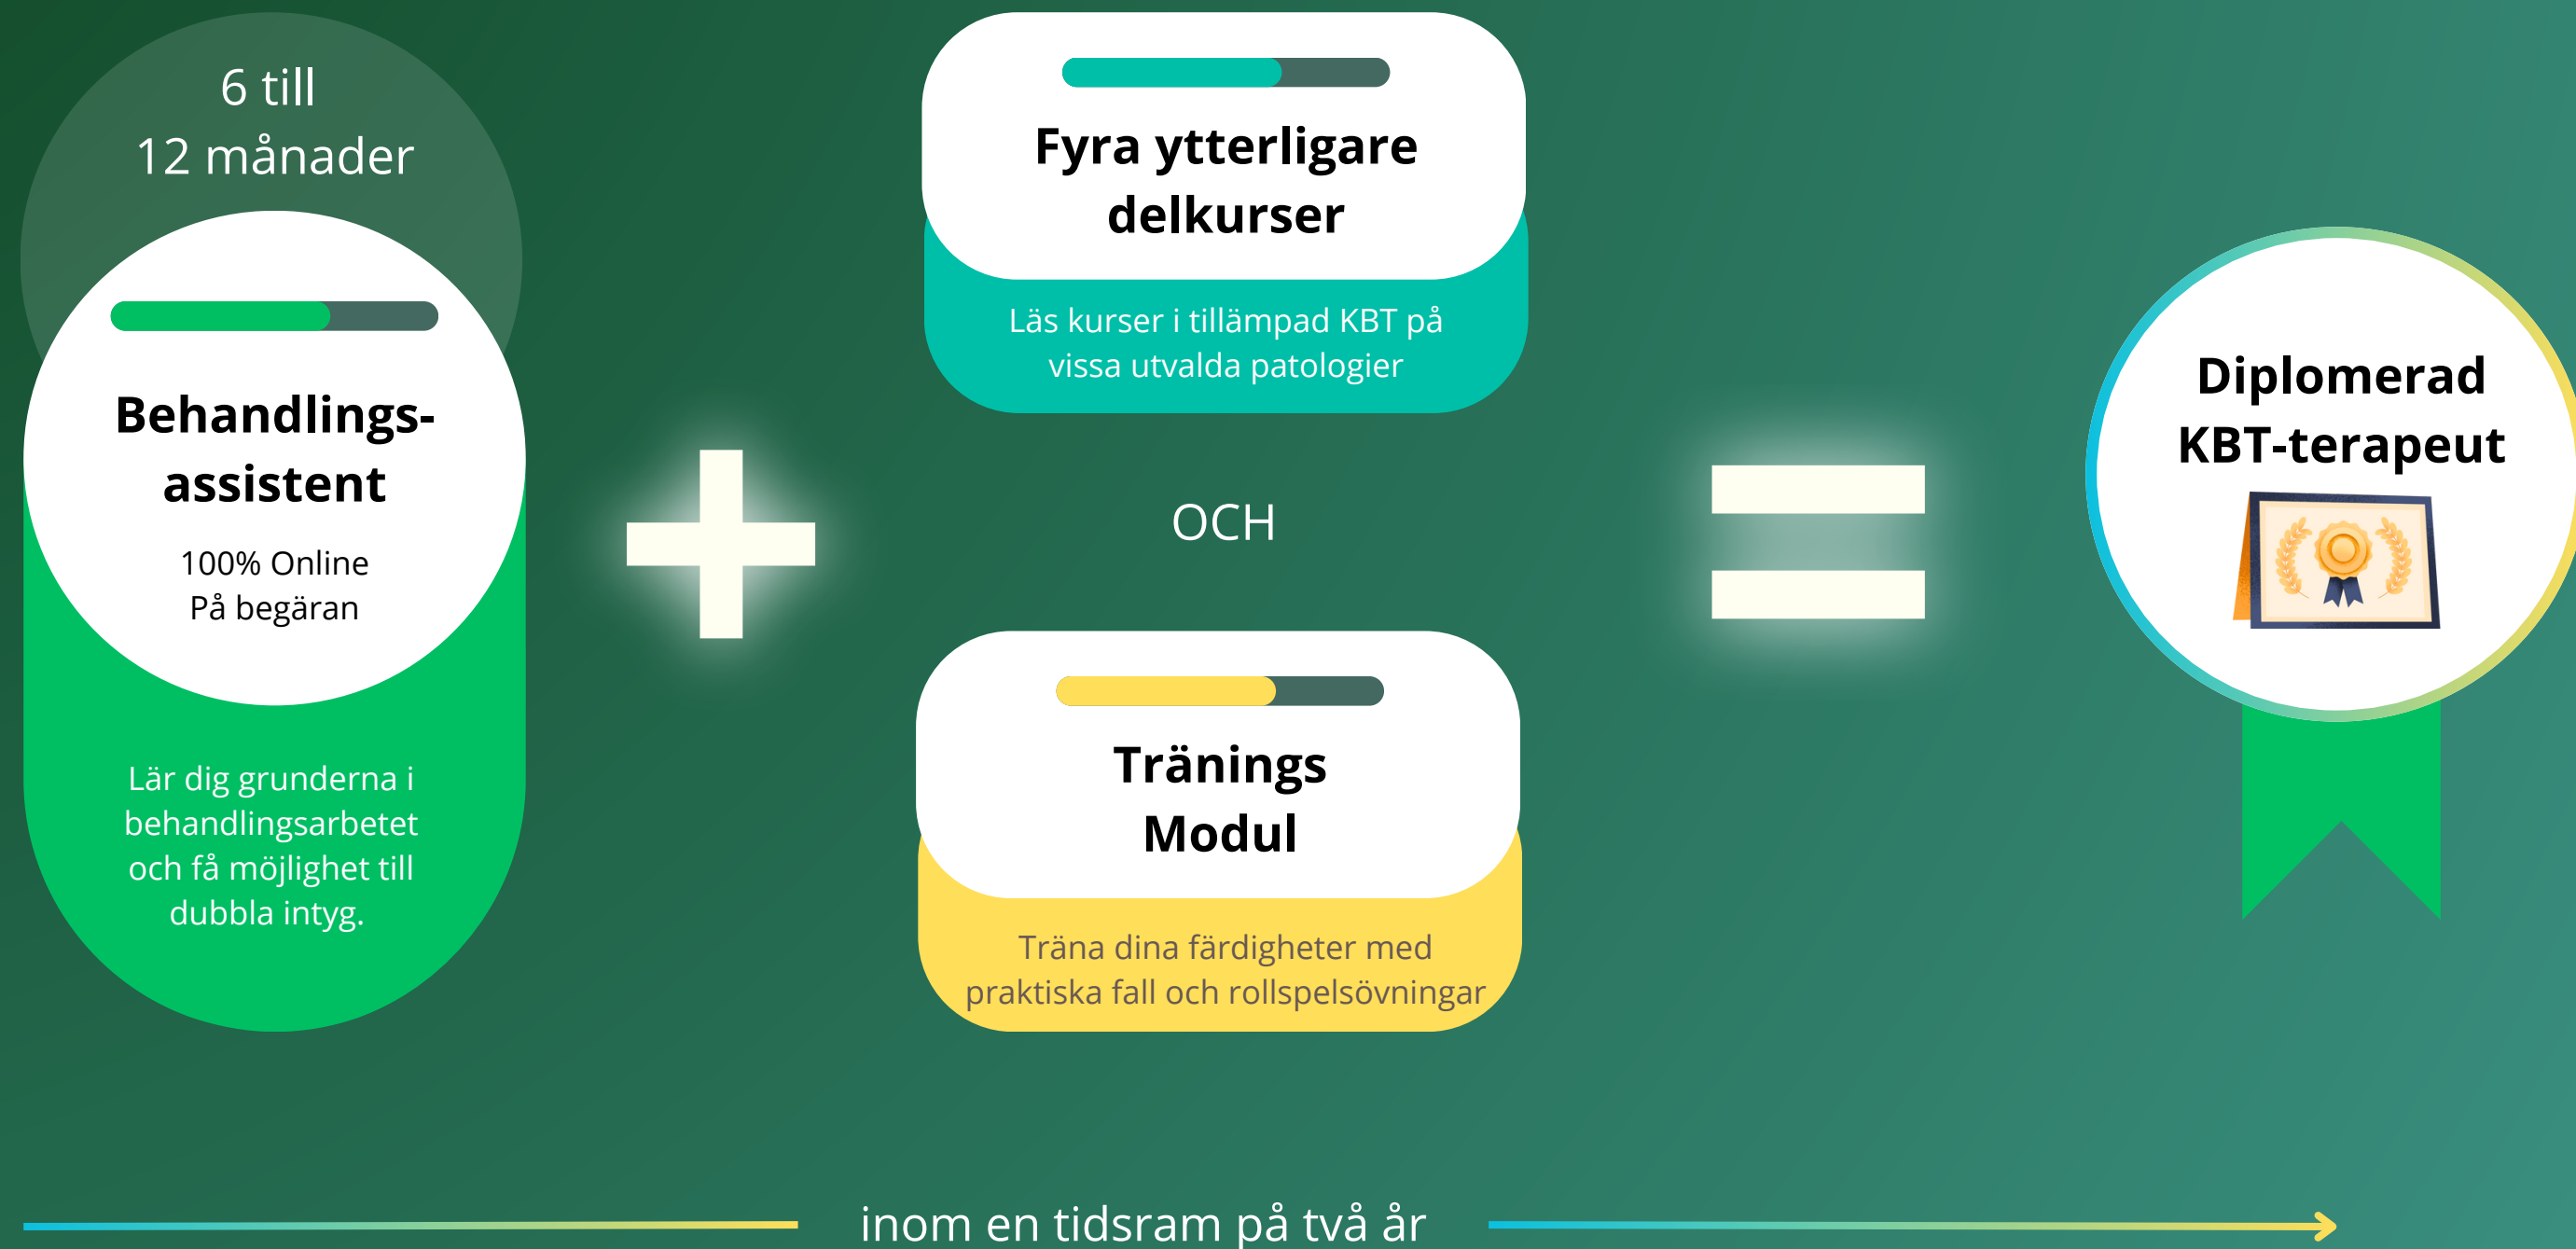 6 till
12 månader
Behandlings-
assistent
100% Online
På begäran
Lär dig grunderna i
behandlingsarbetet
och få möjlighet till
dubbla intyg.
Fyra ytterligare
delkurser
Läs kurser i tillämpad KBT på
vissa utvalda patologier
OCH
Tränings
Modul
Träna dina färdigheter med
praktiska fall och rollspelsövningar
Diplomerad
KBT-terapeut
inom en tidsram på två år